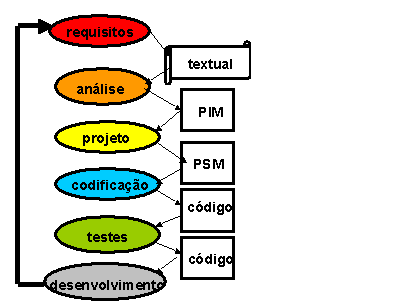 requisitos
textual
análise
PIM
projeto
PSM
codificação
código
testes
código
desenvolvimento